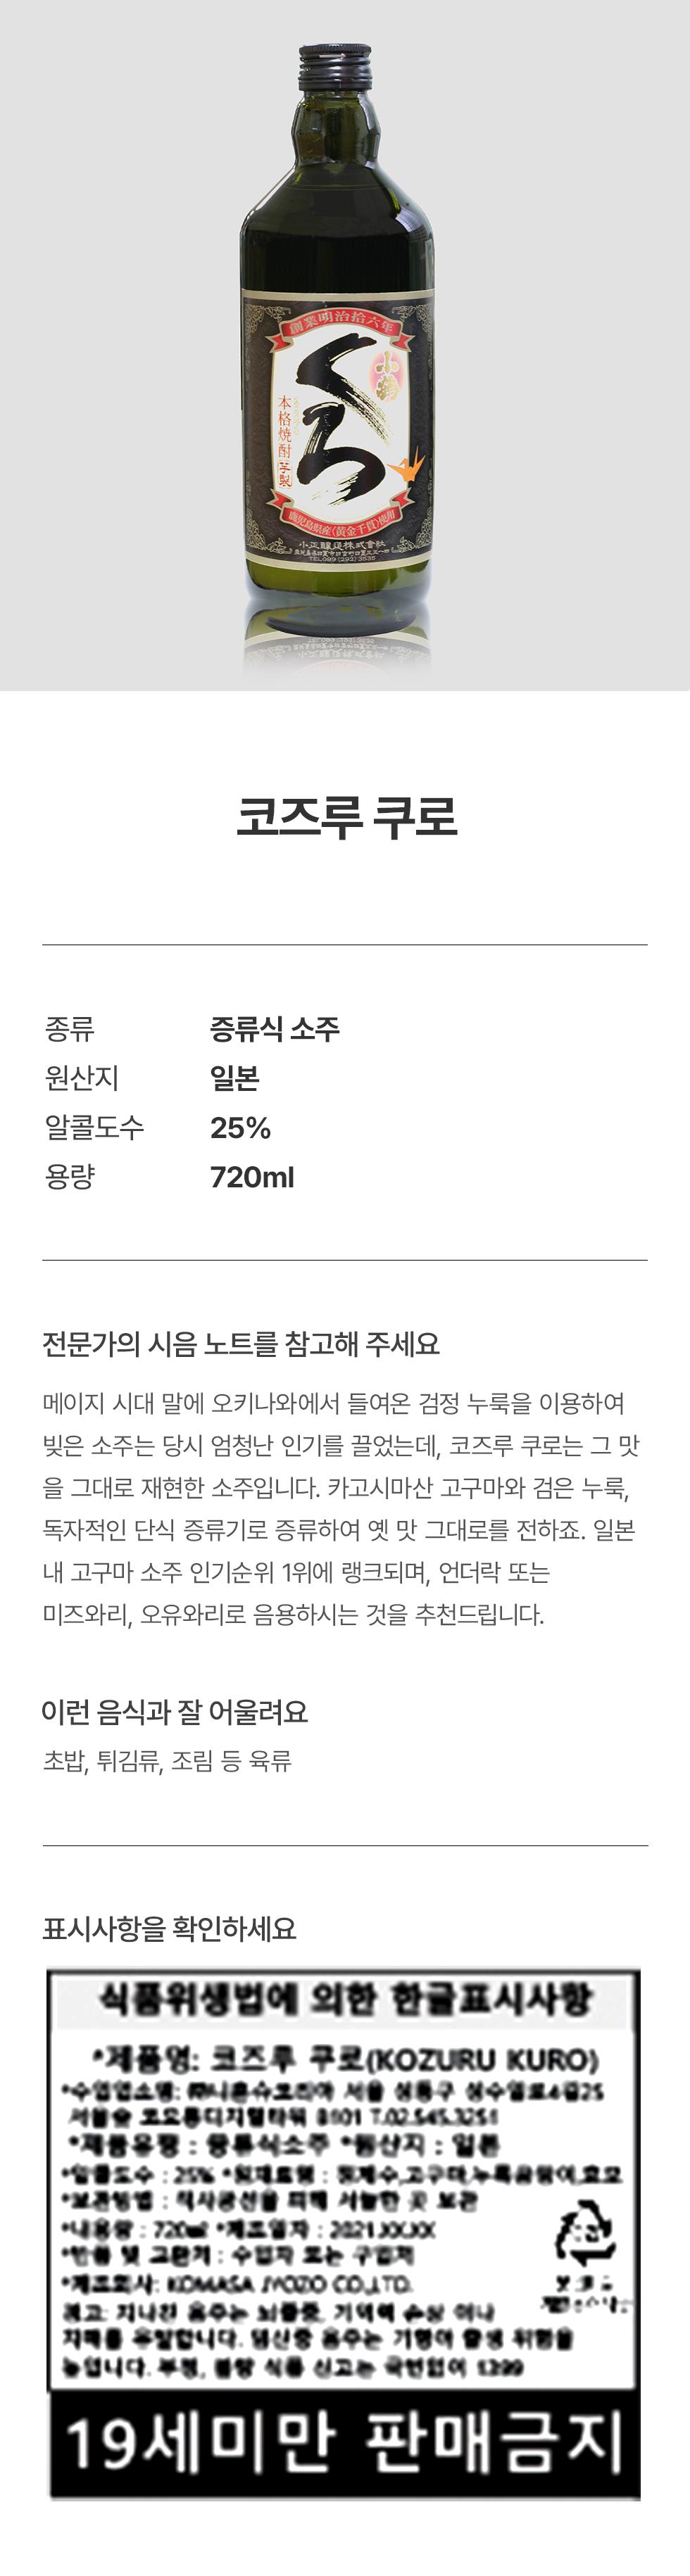 創業明治拾六年
小鶴
くろ
本格焼酎
芋製
鹿児島県産(黄金千貫)使用
小正醸造株式會社
코즈루 쿠로
종류 증류식 소주
원산지 일본
알콜도수 25%
용량 720ml
전문가의 시음 노트를 참고해 주세요
메이지 시대 말에 오키나와에서 들여온 검정 누룩을 이용하여
빚은 소주는 당시 엄청난 인기를 끌었는데, 코즈루 쿠로는 그 맛
을 그대로 재현한 소주입니다. 카고시마산 고구마와 검은 누룩,
독자적인 단식 증류기로 증류하여 옛 맛 그대로를 전하죠. 일본
내 고구마 소주 인기순위 1위에 랭크되며, 언더락 또는
미즈와리, 오유와리로 음용하시는 것을 추천드립니다.
이런 음식과 잘 어울려요
초밥, 튀김류, 조림 등 육류
표시사항을 확인하세요
식품위생법에 의한 한글표시사항
*제품명: 코즈루 쿠로(KOZURU KURO)
*수입업소명: ㈜니혼슈코리아 서울 성동구 성수일로4길25
서울숲 코오롱디지털타워 B101 T.02.545.3251
*제품유형 : 증류식소주 *원산지 : 일본
*알콜도수 : 25% *원재료명 : 정제수,고구마,누룩곰팡이,효모
*보관방법 : 직사광선을 피해 서늘한 곳 보관
*내용량 : 720㎖ *제조일자 : 2021.XX.XX
*반품 및 교환처 : 수입자 또는 구입처
*제조회사: KOMASA JYOZO CO.,LTD.
경고: 지나친 음주는 뇌졸중, 기억력 손상 이나
치매를 유발합니다. 임신중 음주는 기형아 발생 위험을
높입니다. 부정, 불량 식품 신고는 국번없이 1399
19세미만 판매금지